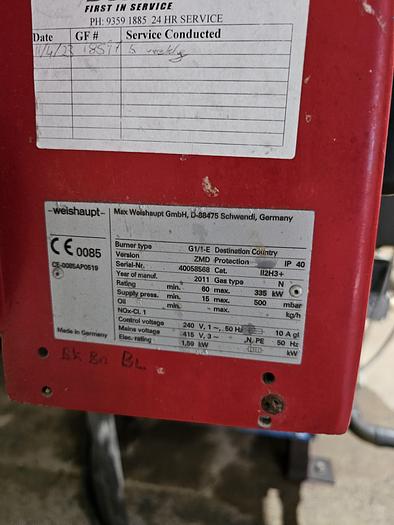 FIRST IN SERVICE
PH: 9359 1885 24 HR SERVICE
Date GF # Service Conducted
-weishaupt- Max Weishaupt GmbH, D-88475 Schwendi, Germany
CE 0085
CE-0085AP0519
Burner type G1/1-E Destination Country
Version ZMD Protection IP 40
Serial-Nr. 40058568 Cat. II2H3+
Year of manuf. 2011 Gas type N
Rating min. 60 max. 335 kW
Supply press. min. 15 max. 500 mbar
Oil kg/h
NOx-Cl. 1
Control voltage 240 V, 1~, 50 Hz 10 A gl
Mains voltage 415 V, 3 ~ ,N, PE 50 Hz
Elec. rating 1,59 kW kW
Made in Germany
BK Bn BL